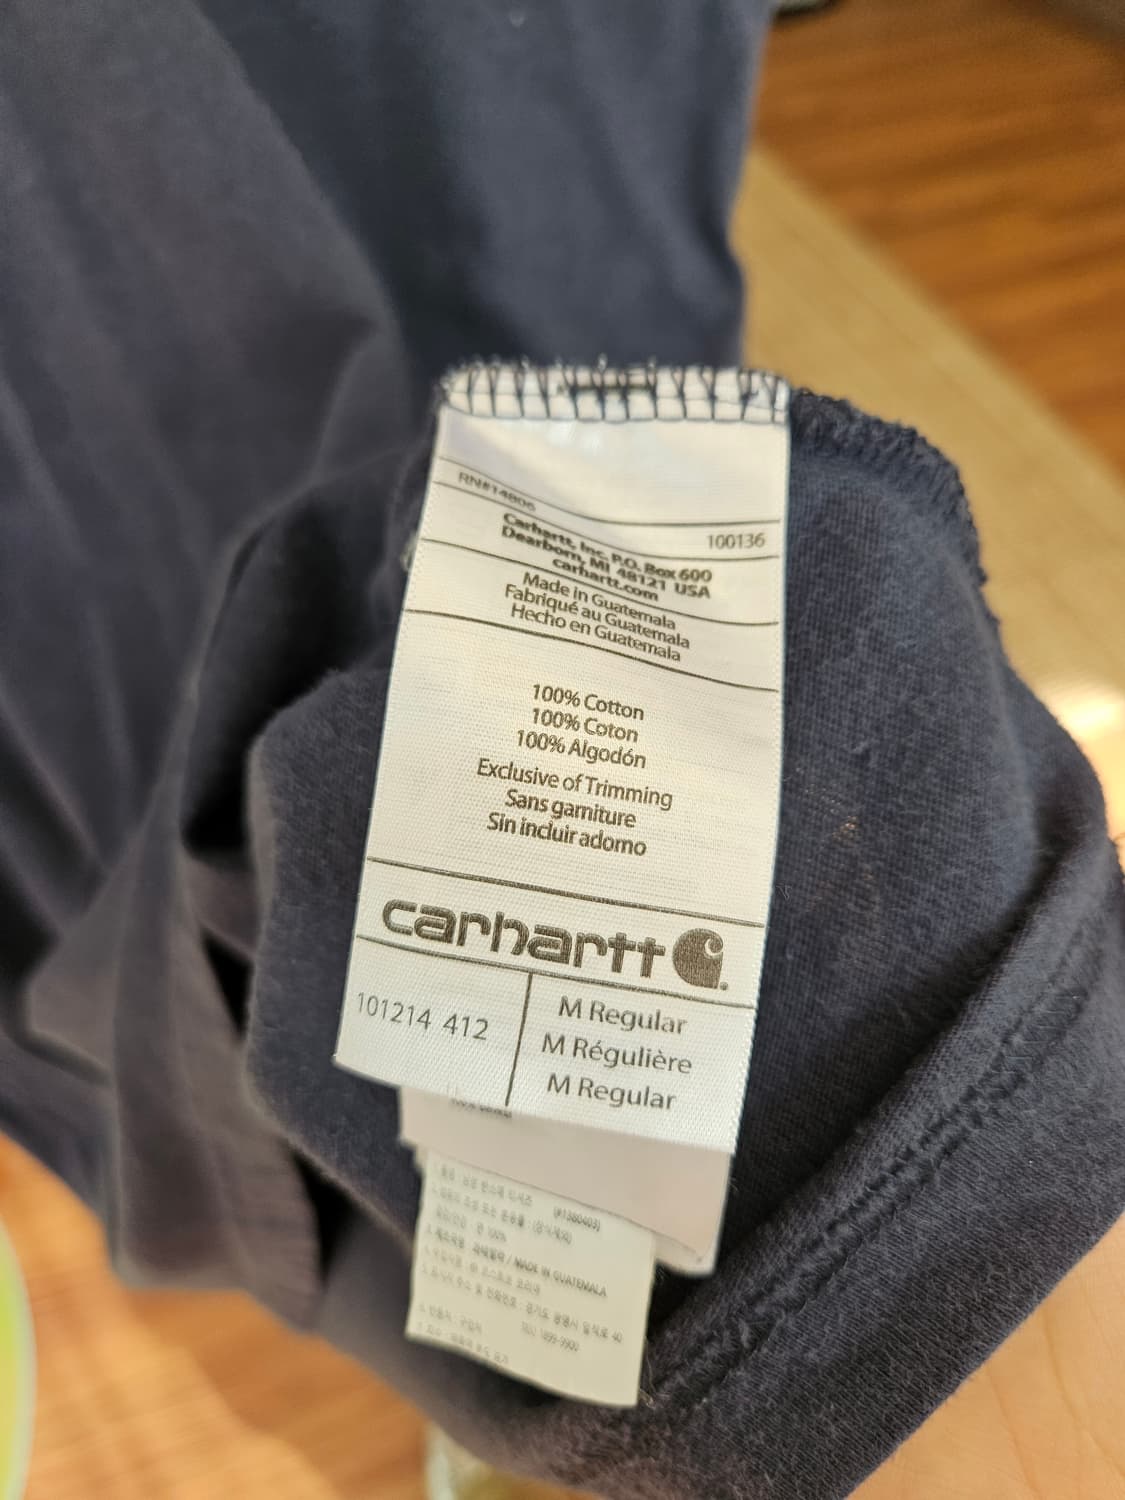 RN#14806
100136
Carhartt, Inc. P.O. Box 600
Dearborn, MI 48121 USA
carhartt.com
Made in Guatemala
Fabriqué au Guatemala
Hecho en Guatemala
100% Cotton
100% Coton
100% Algodón
Exclusive of Trimming
Sans garniture
Sin incluir adorno
carhartt
101214 412
M Regular
M Régulière
M Regular
(#1380403)
/ MADE IN GUATEMALA